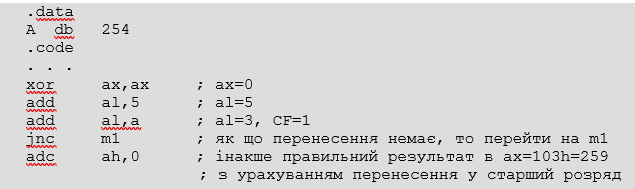 .data
A db 254
.code
. . .
xor ax,ax ; ax=0
add al,5 ; al=5
add al,a ; al=3, CF=1
jnc m1 ; як що перенесення немає, то перейти на m1
adc ah,0 ; інакше правильний результат в ax=103h=259
; з урахуванням перенесення у старший розряд